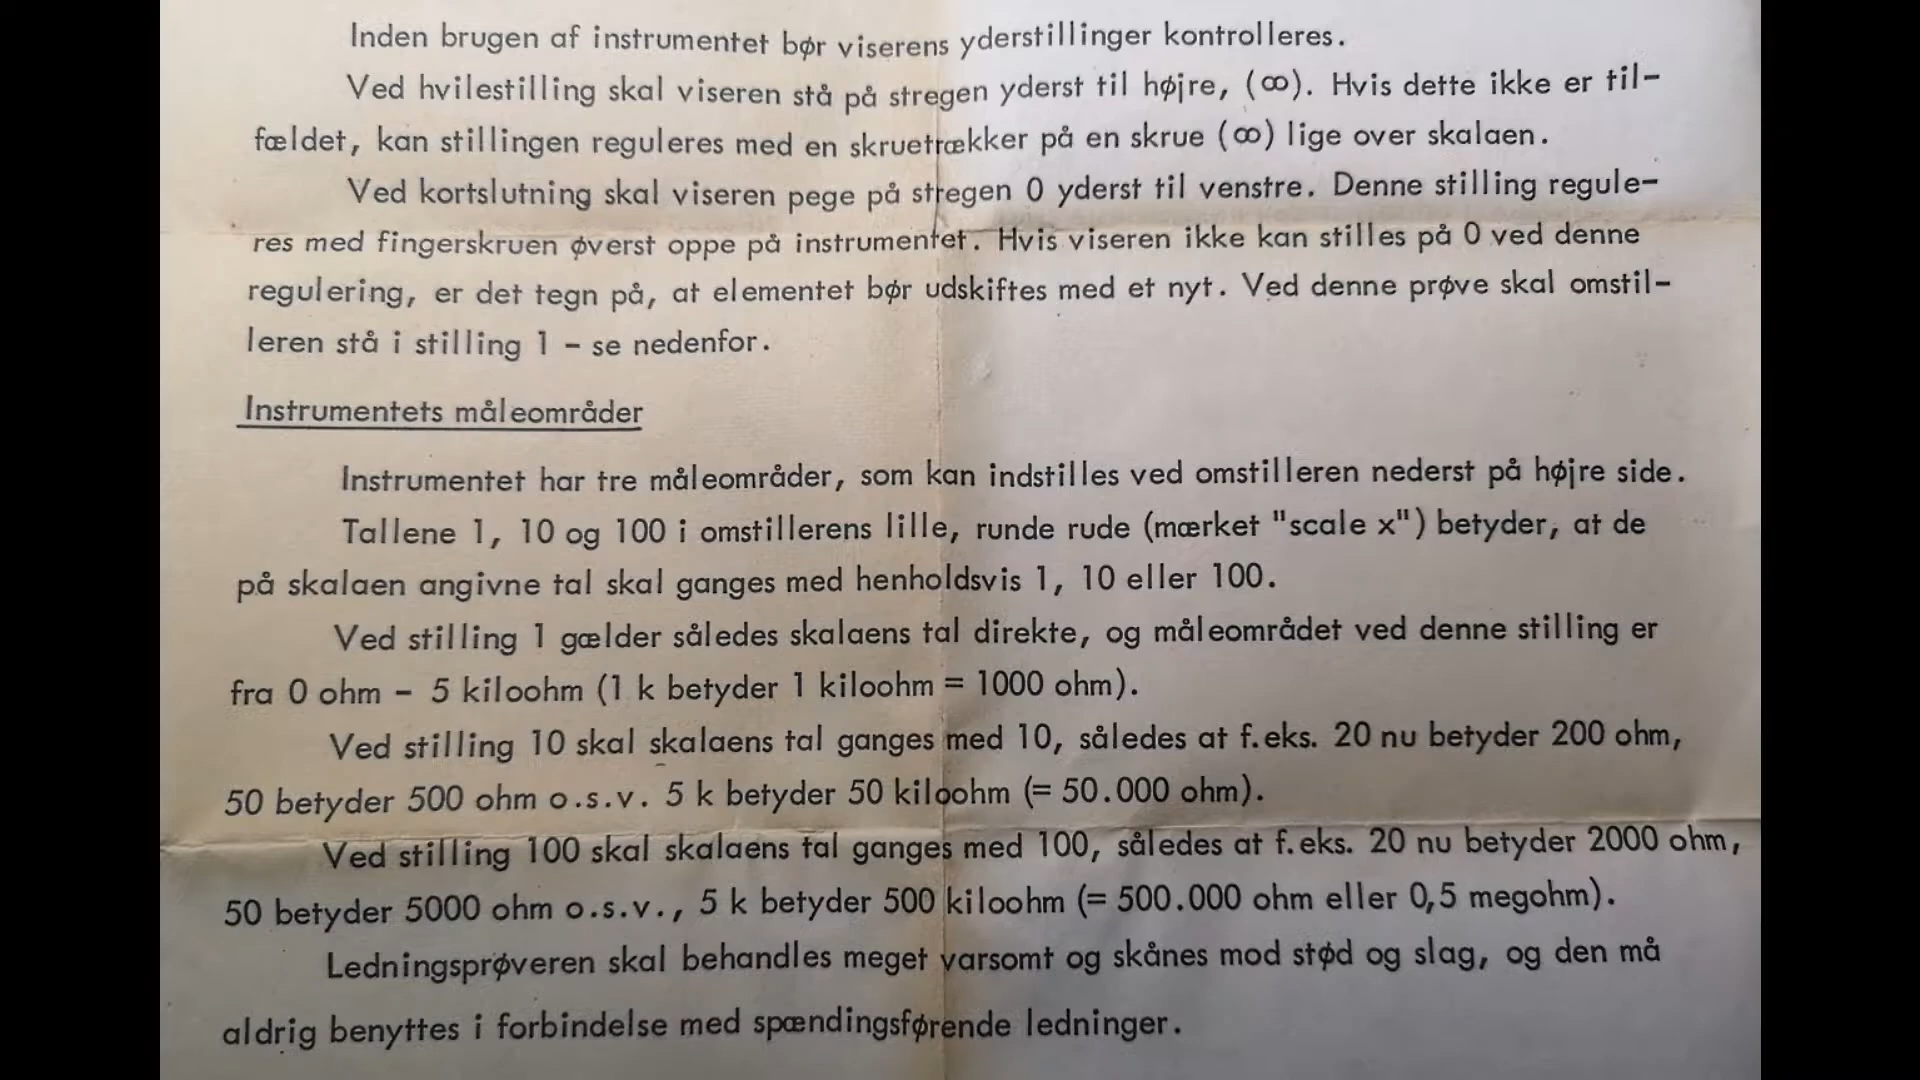 Inden brugen af instrumentet bør viserens yderstillinger kontrolleres.
Ved hvilestilling skal viseren stå på stregen yderst til højre, (∞). Hvis dette ikke er til-
fældet, kan stillingen reguleres med en skruetrækker på en skrue (∞) lige over skalaen.
Ved kortslutning skal viseren pege på stregen 0 yderst til venstre. Denne stilling regule-
res med fingerskruen øverst oppe på instrumentet. Hvis viseren ikke kan stilles på 0 ved denne
regulering, er det tegn på, at elementet bør udskiftes med et nyt. Ved denne prøve skal omstil-
leren stå i stilling 1 - se nedenfor.
Instrumentets måleområder
Instrumentet har tre måleområder, som kan indstilles ved omstilleren nederst på højre side.
Tallene 1, 10 og 100 i omstillerens lille, runde rude (mærket "scale x") betyder, at de
på skalaen angivne tal skal ganges med henholdsvis 1, 10 eller 100.
Ved stilling 1 gælder således skalaens tal direkte, og måleområdet ved denne stilling er
fra 0 ohm - 5 kiloohm (1 k betyder 1 kiloohm = 1000 ohm).
Ved stilling 10 skal skalaens tal ganges med 10, således at f.eks. 20 nu betyder 200 ohm,
50 betyder 500 ohm o.s.v. 5 k betyder 50 kiloohm (= 50.000 ohm).
Ved stilling 100 skal skalaens tal ganges med 100, således at f.eks. 20 nu betyder 2000 ohm,
50 betyder 5000 ohm o.s.v., 5 k betyder 500 kiloohm (= 500.000 ohm eller 0,5 megohm).
Ledningsprøveren skal behandles meget varsomt og skånes mod stød og slag, og den må
aldrig benyttes i forbindelse med spændingsførende ledninger.